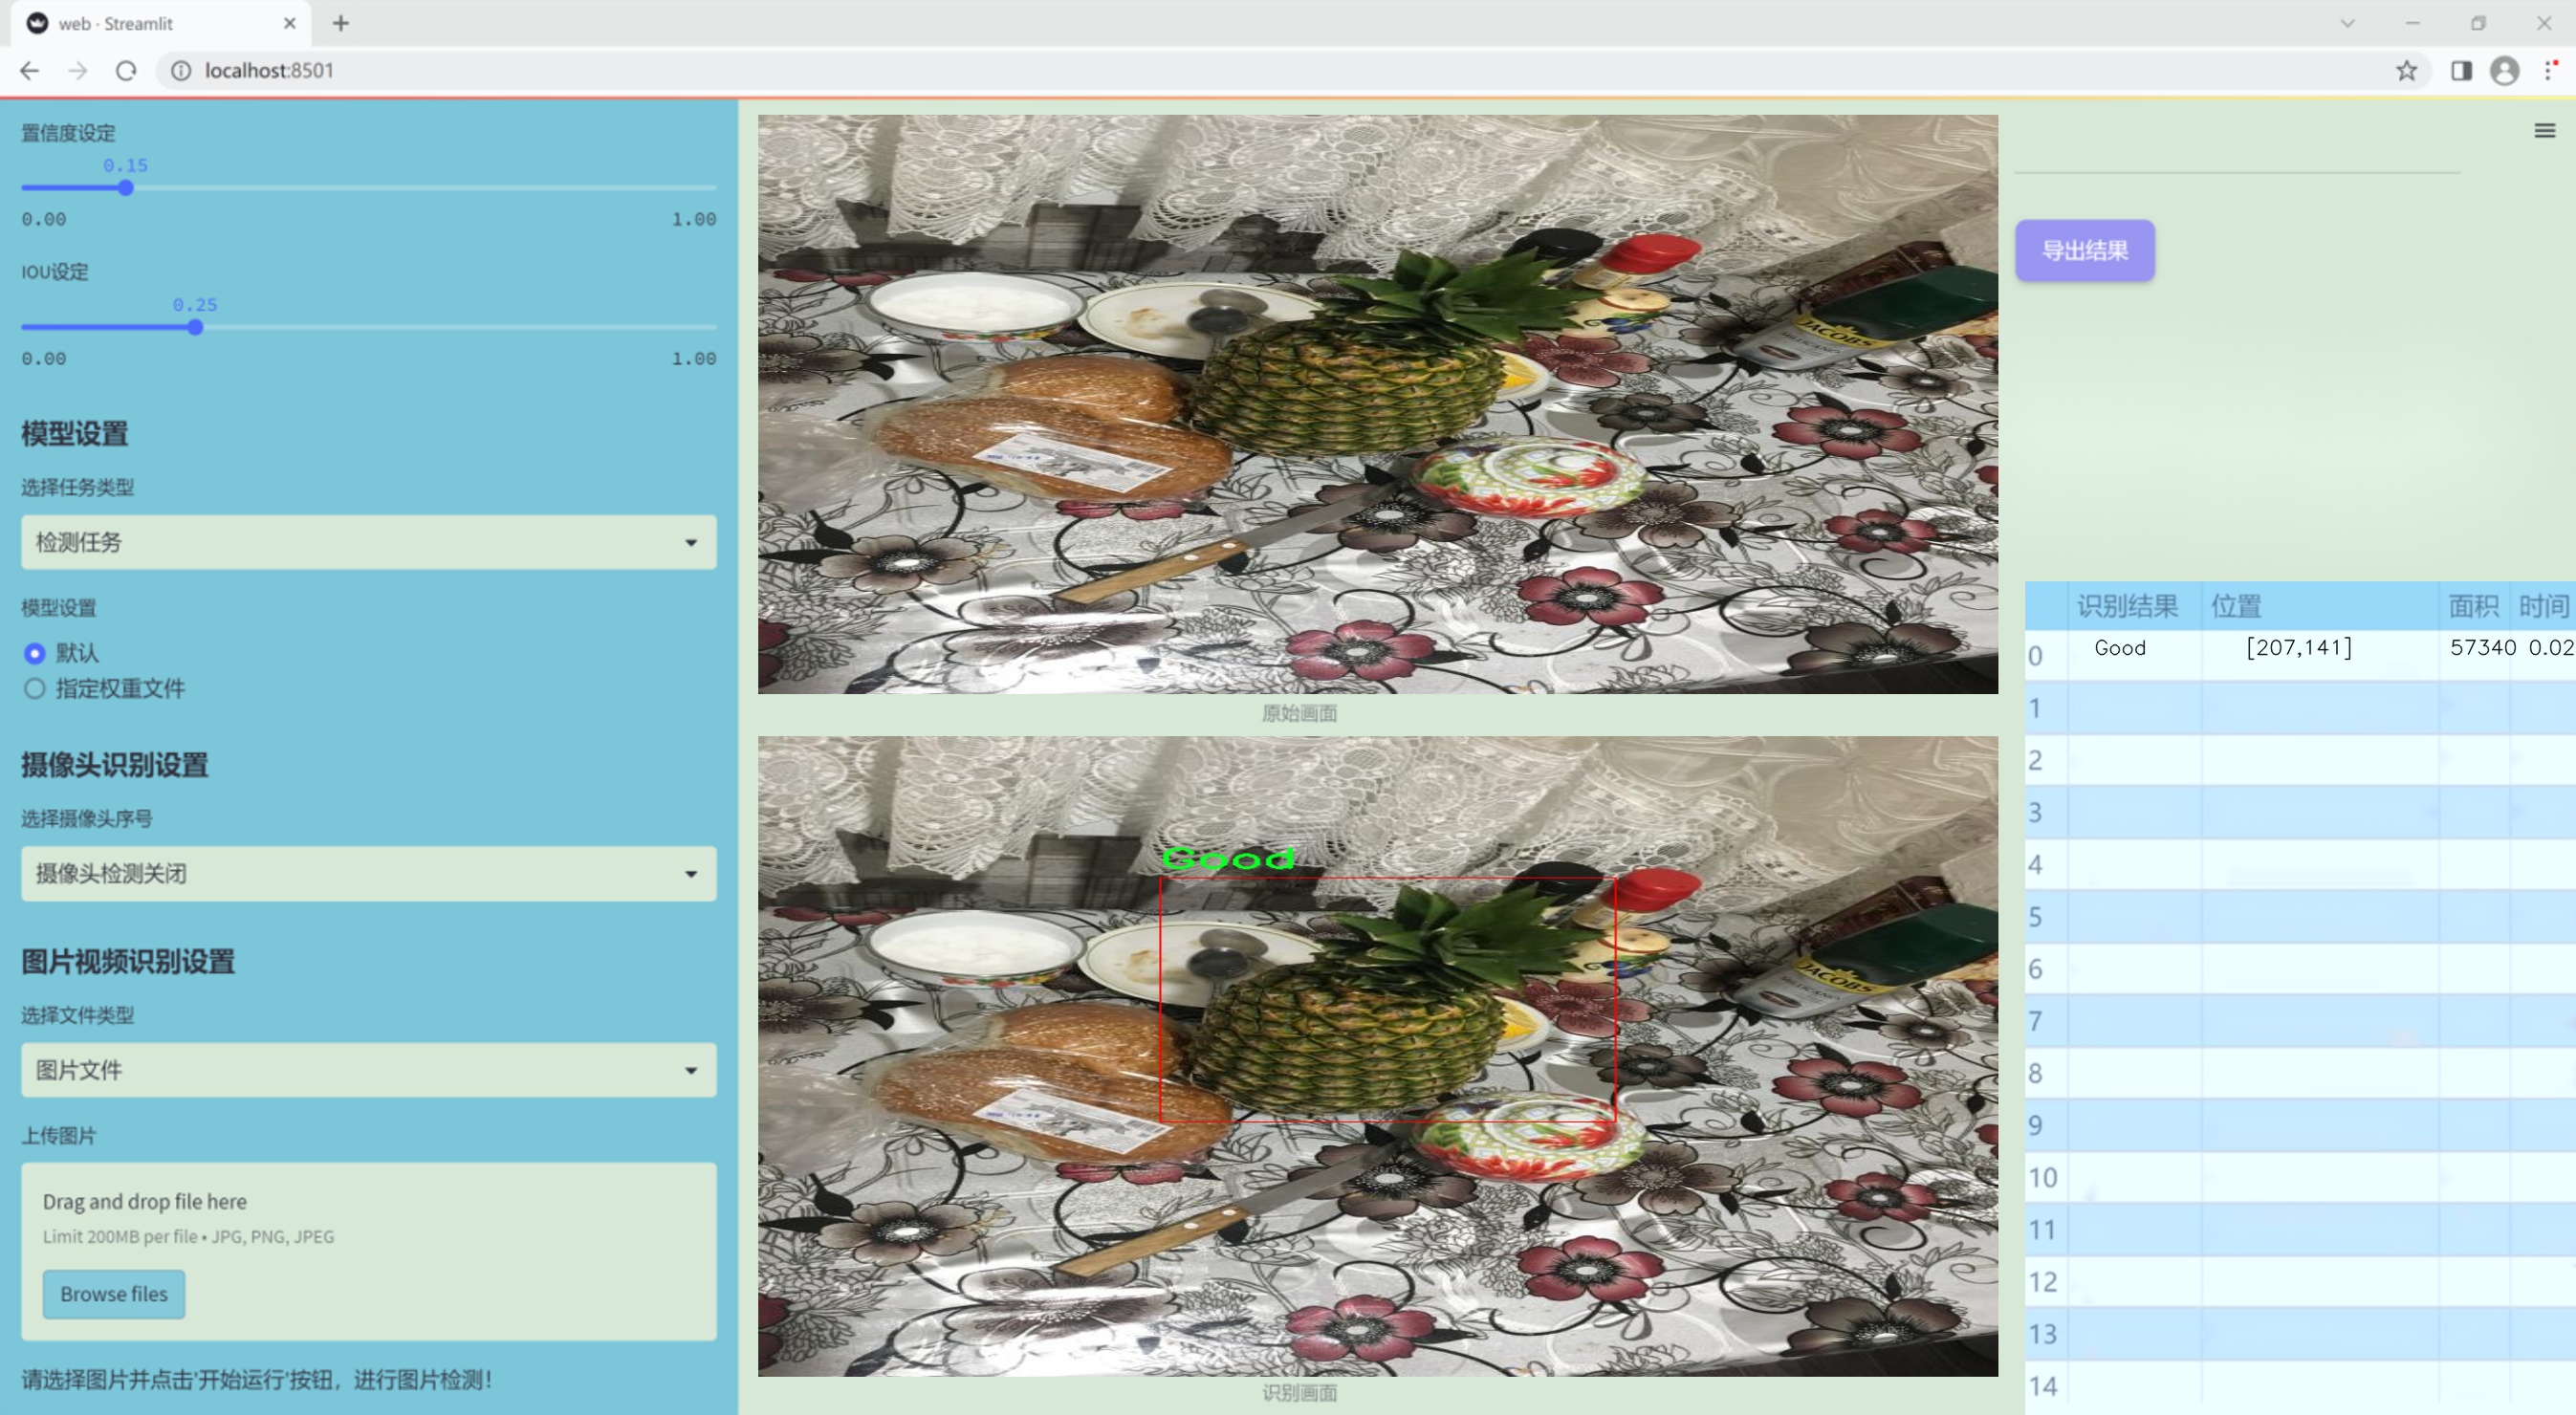 web · Streamlit
localhost:8501
置信度设定
0.15
0.00 1.00
IOU设定
0.25
0.00 1.00
模型设置
选择任务类型
检测任务
模型设置
默认
指定权重文件
摄像头识别设置
选择摄像头序号
摄像头检测关闭
图片视频识别设置
选择文件类型
图片文件
上传图片
Drag and drop file here
Limit 200MB per file • JPG, PNG, JPEG
Browse files
请选择图片并点击'开始运行'按钮，进行图片检测！
JACOBS
原始画面
Good
JACOBS
识别画面
导出结果
识别结果 位置 面积 时间
0 Good [207,141] 57340 0.02
1
2
3
4
5
6
7
8
9
10
11
12
13
14